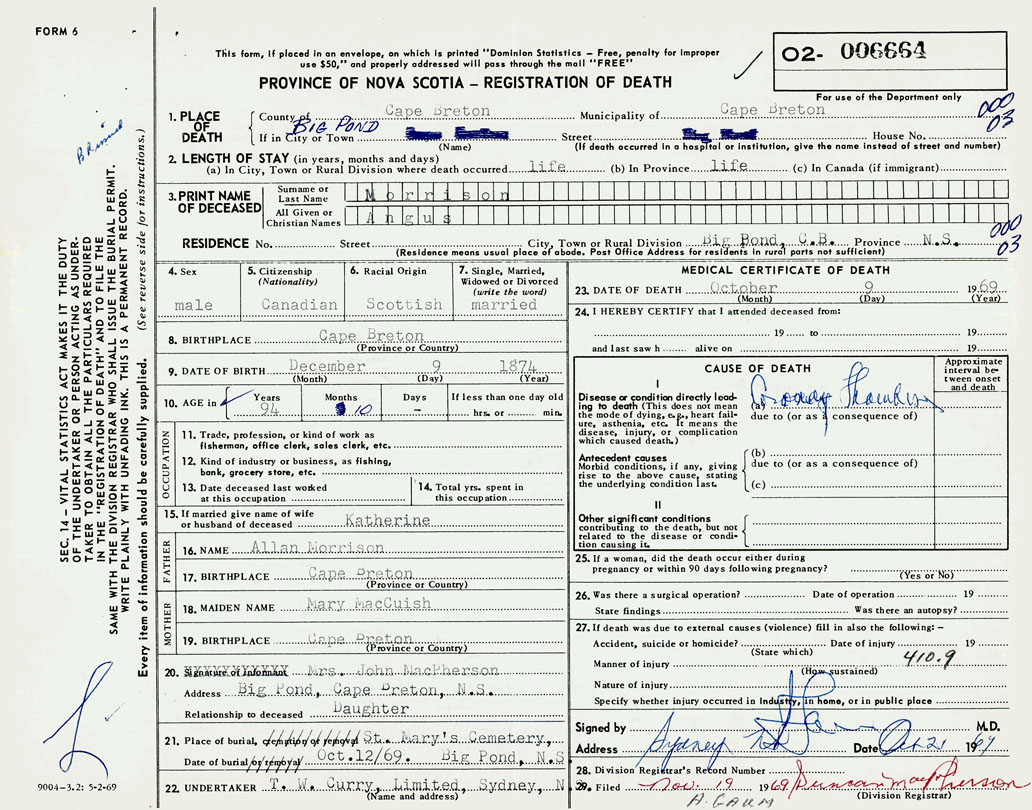 FORM 6
This form, if placed in an envelope, on which is printed "Dominion Statistics – Free, penalty for improper
use $50," and properly addressed will pass through the mail "FREE"
PROVINCE OF NOVA SCOTIA – REGISTRATION OF DEATH
O2- 006664
For use of the Department only
SEC. 14 – VITAL STATISTICS ACT MAKES IT THE DUTY
OF THE UNDERTAKER OR PERSON ACTING AS UNDER-
TAKER TO OBTAIN ALL THE PARTICULARS REQUIRED
IN THE "REGISTRATION OF DEATH" AND TO FILE THE
SAME WITH THE DIVISION REGISTRAR WHO SHALL ISSUE THE BURIAL PERMIT.
WRITE PLAINLY WITH UNFADING INK. THIS IS A PERMANENT RECORD.
Every item of information should be carefully supplied. (See reverse side for instructions.)
1. PLACE OF DEATH
County of Cape Breton Municipality of Cape Breton 000
If in City or Town BIG POND Street House No. 03
(Name) (If death occurred in a hospital or institution, give the name instead of street and number)
2. LENGTH OF STAY (in years, months and days)
(a) In City, Town or Rural Division where death occurred life (b) In Province life (c) In Canada (if immigrant)
3. PRINT NAME OF DECEASED
Surname or Last Name Morrison
All Given or Christian Names Angus
RESIDENCE No. Street City, Town or Rural Division Big Pond, C.B. Province N.S. 000 03
(Residence means usual place of abode. Post Office Address for residents in rural parts not sufficient)
4. Sex male
5. Citizenship (Nationality) Canadian
6. Racial Origin Scottish
7. Single, Married, Widowed or Divorced (write the word) married
8. BIRTHPLACE Cape Breton
(Province or Country)
9. DATE OF BIRTH December 9 1874
(Month) (Day) (Year)
10. AGE in Years 94 Months 10 Days – If less than one day old hrs. or min.
OCCUPATION
11. Trade, profession, or kind of work as
fisherman, office clerk, sales clerk, etc.
12. Kind of industry or business, as fishing,
bank, grocery store, etc.
13. Date deceased last worked
at this occupation
14. Total yrs. spent in
this occupation
15. If married give name of wife
or husband of deceased Katherine
FATHER
16. NAME Allan Morrison
17. BIRTHPLACE Cape Breton
(Province or Country)
MOTHER
18. MAIDEN NAME Mary MacCuish
19. BIRTHPLACE Cape Breton
(Province or Country)
20. Signature of Informant Mrs. John MacPherson
Address Big Pond, Cape Breton, N.S.
Relationship to deceased Daughter
21. Place of burial, cremation or removal St. Mary's Cemetery,
Date of burial or removal Oct.12/69. Big Pond, N.S
22. UNDERTAKER T. W. Curry, Limited, Sydney, N.
(Name and address)
9004-3.2: 5-2-69
MEDICAL CERTIFICATE OF DEATH
23. DATE OF DEATH October 9 1969
(Month) (Day) (Year)
24. I HEREBY CERTIFY that I attended deceased from:
19 to 19
and last saw h alive on 19
CAUSE OF DEATH
Approximate interval between onset and death
I
Disease or condition directly lead-
ing to death (This does not mean
the mode of dying, e.g., heart fail-
ure, asthenia, etc. It means the
disease, injury, or complication
which caused death.)
(a)
due to (or as a consequence of)
Antecedent causes
Morbid conditions, if any, giving
rise to the above cause, stating
the underlying condition last.
(b)
due to (or as a consequence of)
(c)
II
Other significant conditions
contributing to the death, but not
related to the disease or condi-
tion causing it.
25. If a woman, did the death occur either during
pregnancy or within 90 days following pregnancy?
(Yes or No)
26. Was there a surgical operation? Date of operation 19
State findings Was there an autopsy?
27. If death was due to external causes (violence) fill in also the following: –
Accident, suicide or homicide? Date of injury 19
(State which)
Manner of injury 410.9
(How sustained)
Nature of injury
Specify whether injury occurred in Industry, in home, or in public place
Signed by M.D.
Address Sydney NS Date Oct 21 1969
28. Division Registrar's Record Number
29. Filed Nov. 19 1969 Duncan MacPherson
(Division Registrar)